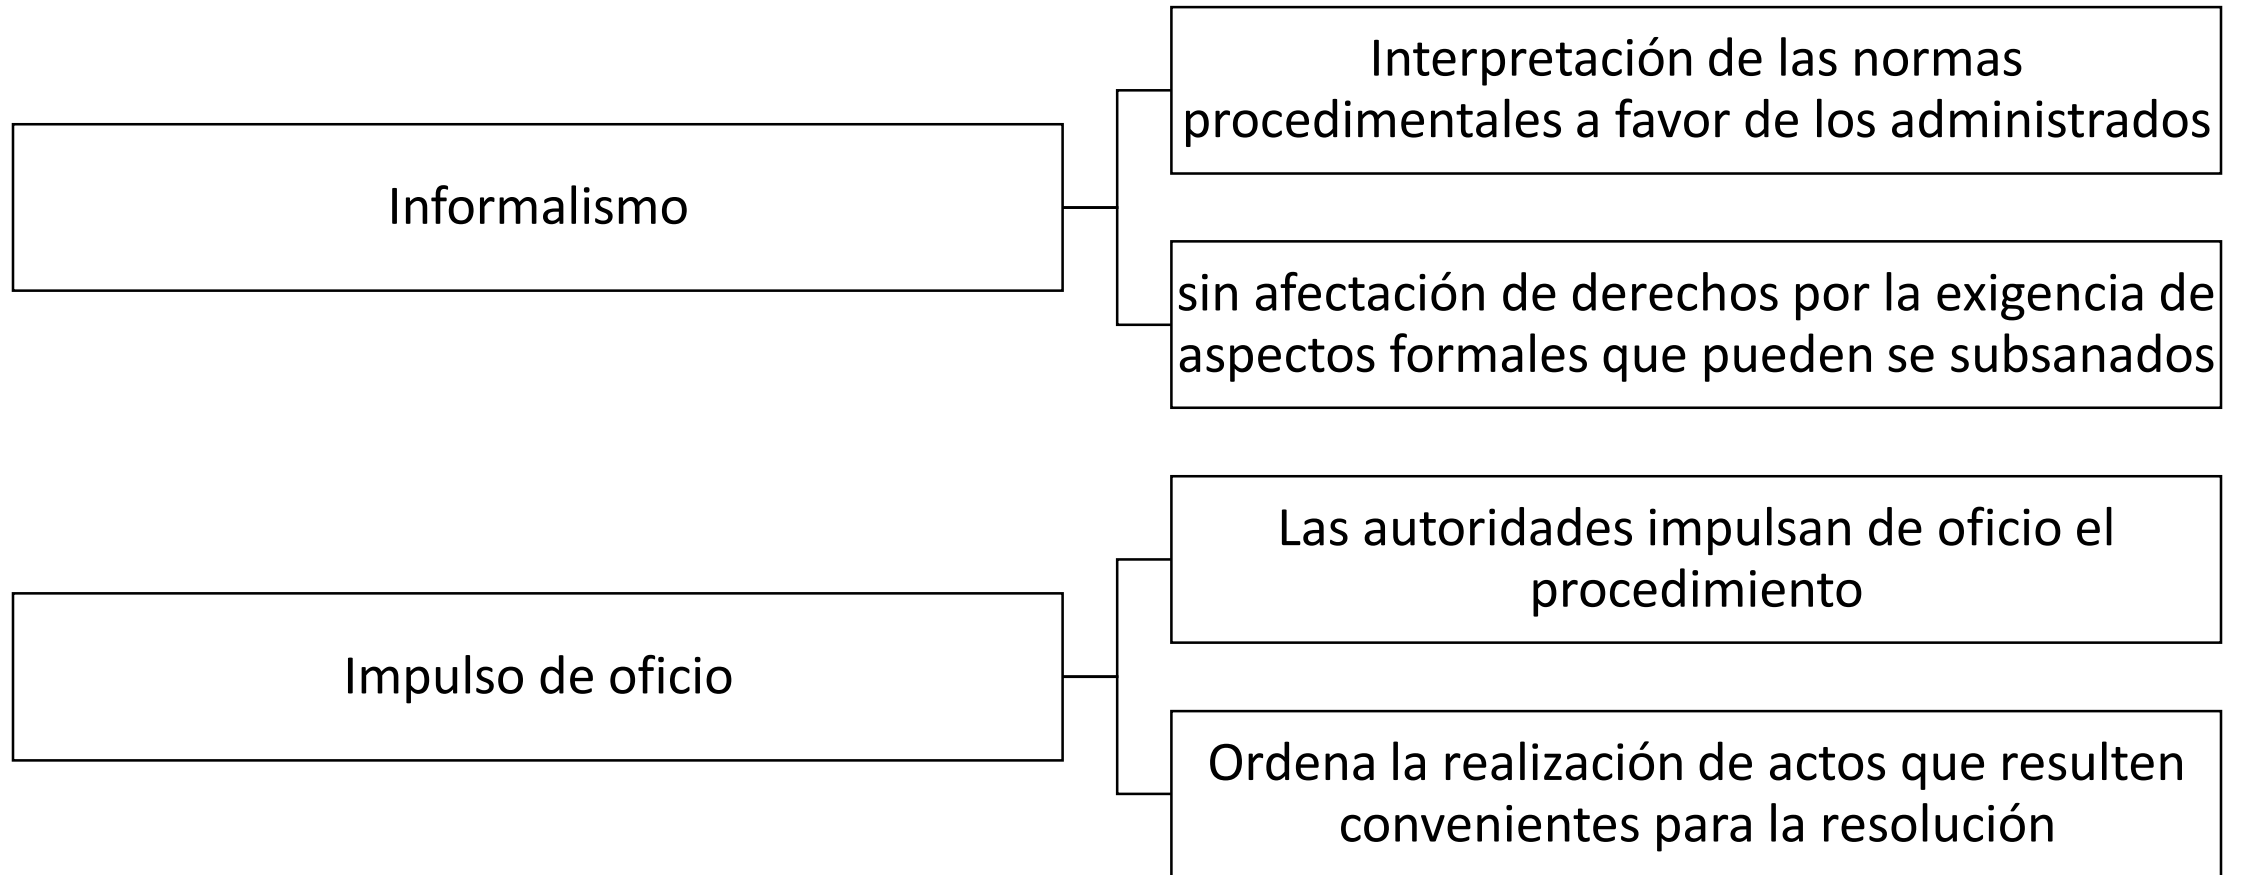 Informalismo
Interpretación de las normas
procedimentales a favor de los administrados
sin afectación de derechos por la exigencia de
aspectos formales que pueden se subsanados
Impulso de oficio
Las autoridades impulsan de oficio el
procedimiento
Ordena la realización de actos que resulten
convenientes para la resolución